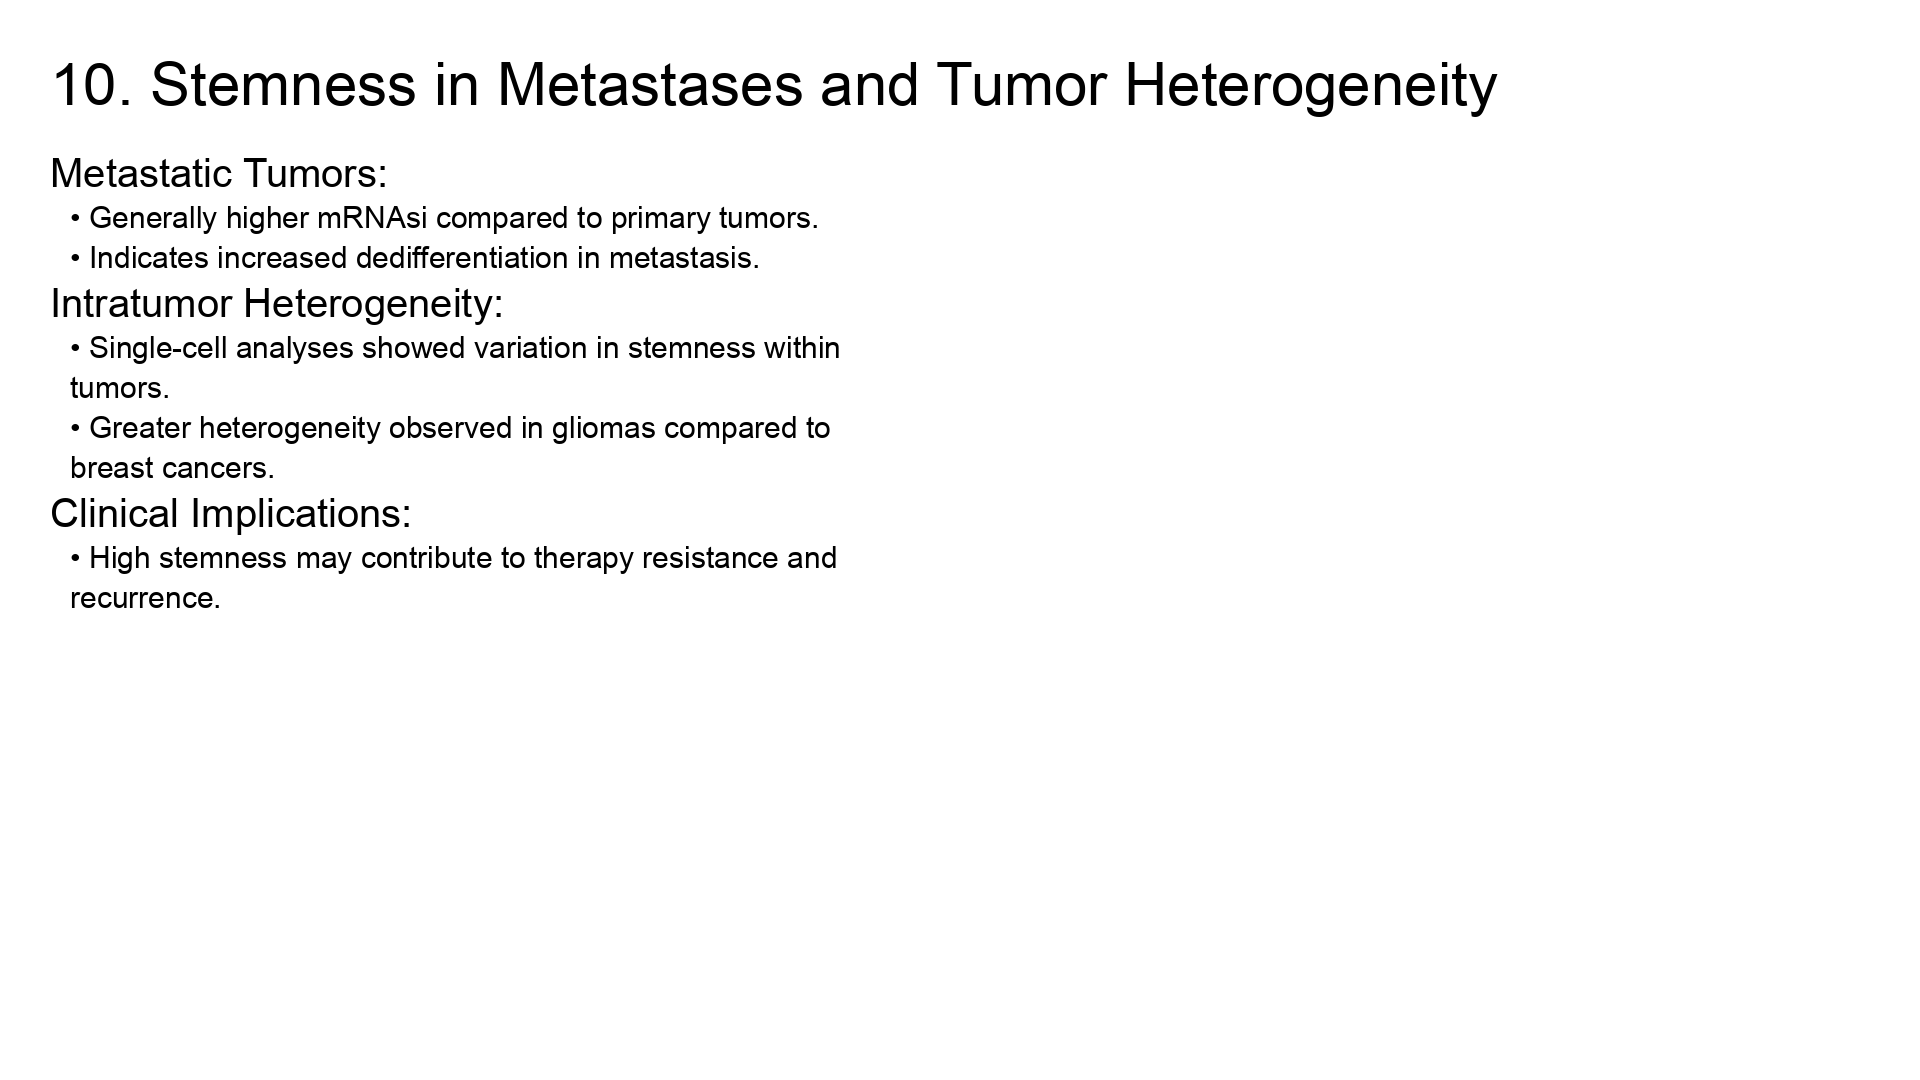 10. Stemness in Metastases and Tumor Heterogeneity
Metastatic Tumors:
• Generally higher mRNAsi compared to primary tumors.
• Indicates increased dedifferentiation in metastasis.
Intratumor Heterogeneity:
• Single-cell analyses showed variation in stemness within
tumors.
• Greater heterogeneity observed in gliomas compared to
breast cancers.
Clinical Implications:
• High stemness may contribute to therapy resistance and
recurrence.